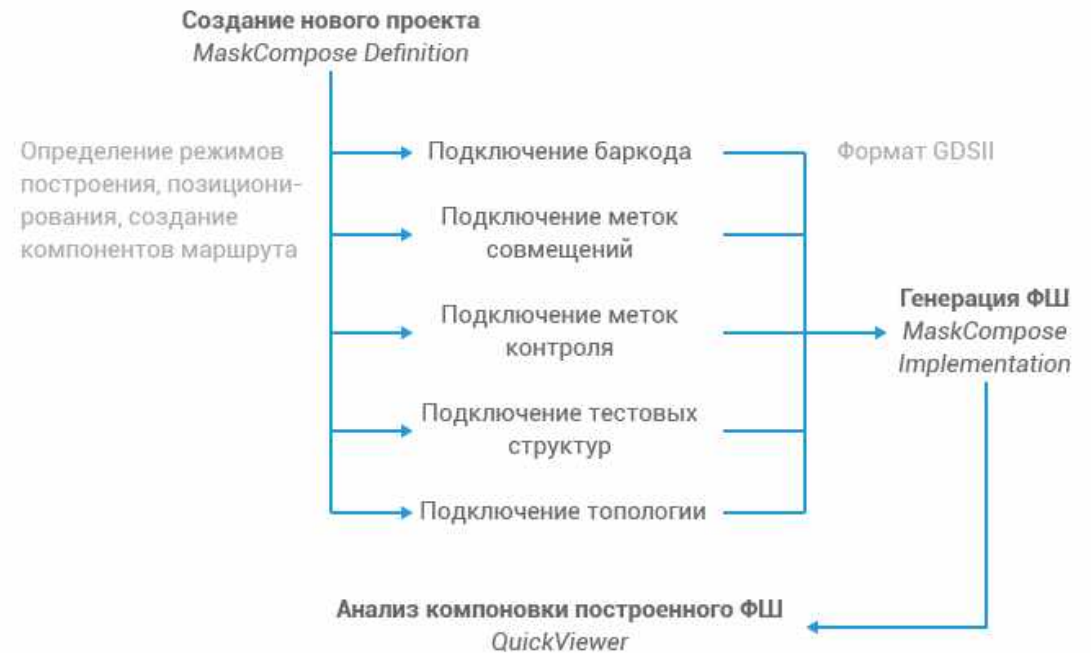 Создание нового проекта
MaskCompose Definition
Определение режимов
построения, позициони-
рования, создание
компонентов маршрута
Подключение баркода
Формат GDSII
Подключение меток
совмещений
Подключение меток
контроля
Генерация ФШ
MaskCompose
Implementation
Подключение тестовых
структур
Подключение топологии
Анализ компоновки построенного ФШ
QuickViewer